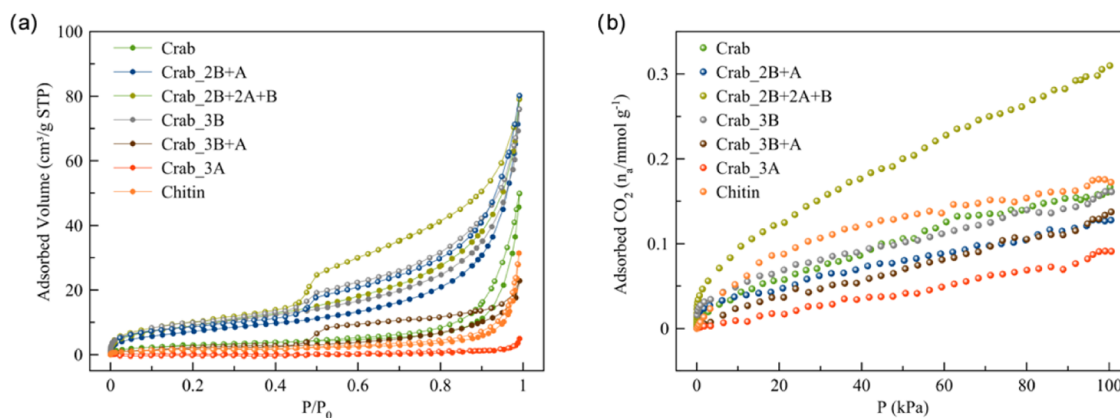 (a)
100
80
60
40
20
0
Adsorbed Volume (cm³/g STP)
Crab
Crab_2B+A
Crab_2B+2A+B
Crab_3B
Crab_3B+A
Crab_3A
Chitin
0
0.2
0.4
0.6
0.8
1
P/P₀
(b)
0.3
0.2
0.1
0
Adsorbed CO₂ (nₐ/mmol g⁻¹)
Crab
Crab_2B+A
Crab_2B+2A+B
Crab_3B
Crab_3B+A
Crab_3A
Chitin
0
20
40
60
80
100
P (kPa)